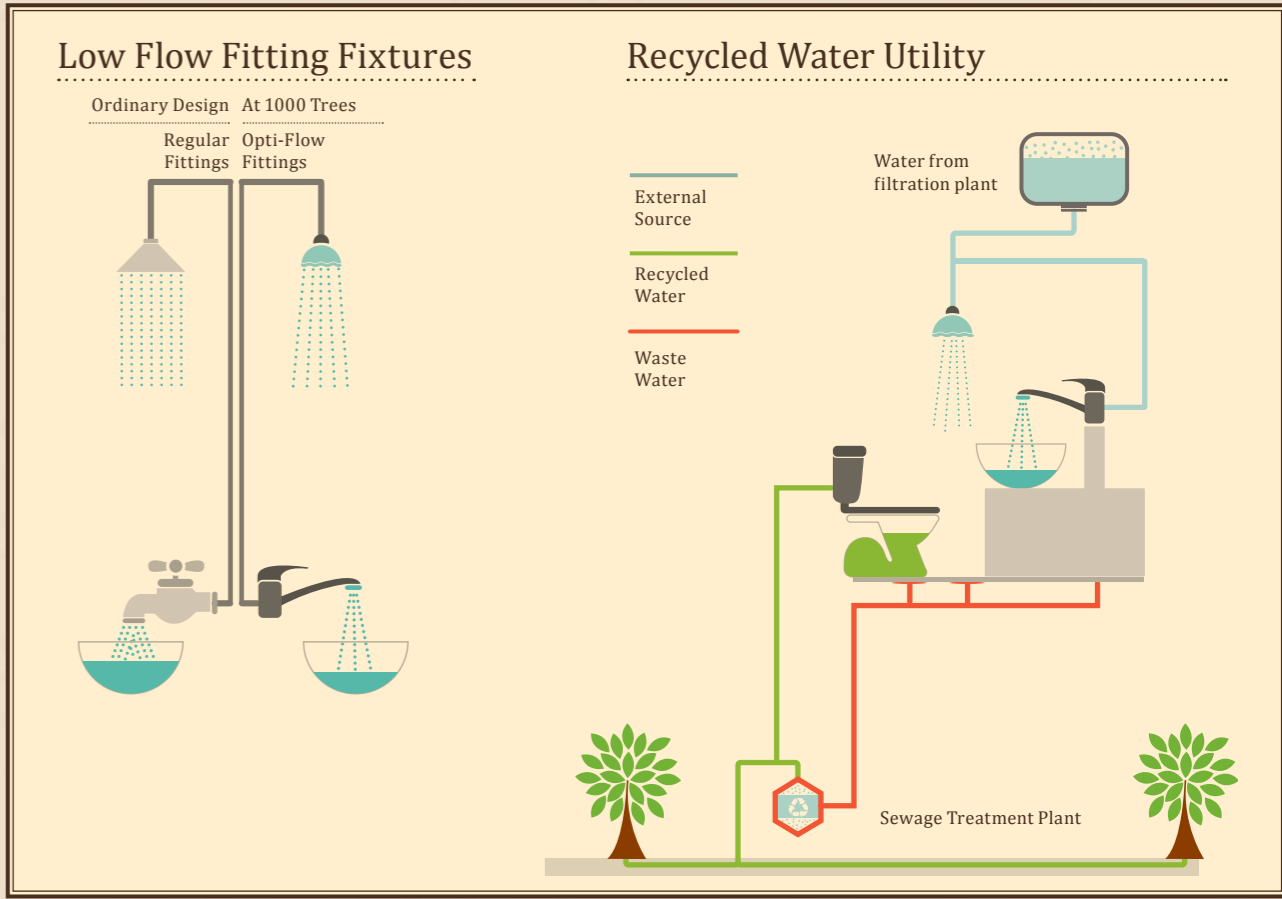 Low Flow Fitting Fixtures
Ordinary Design
At 1000 Trees
Regular
Fittings
Opti-Flow
Fittings
Recycled Water Utility
External
Source
Recycled
Water
Waste
Water
Water from
filtration plant
Sewage Treatment Plant